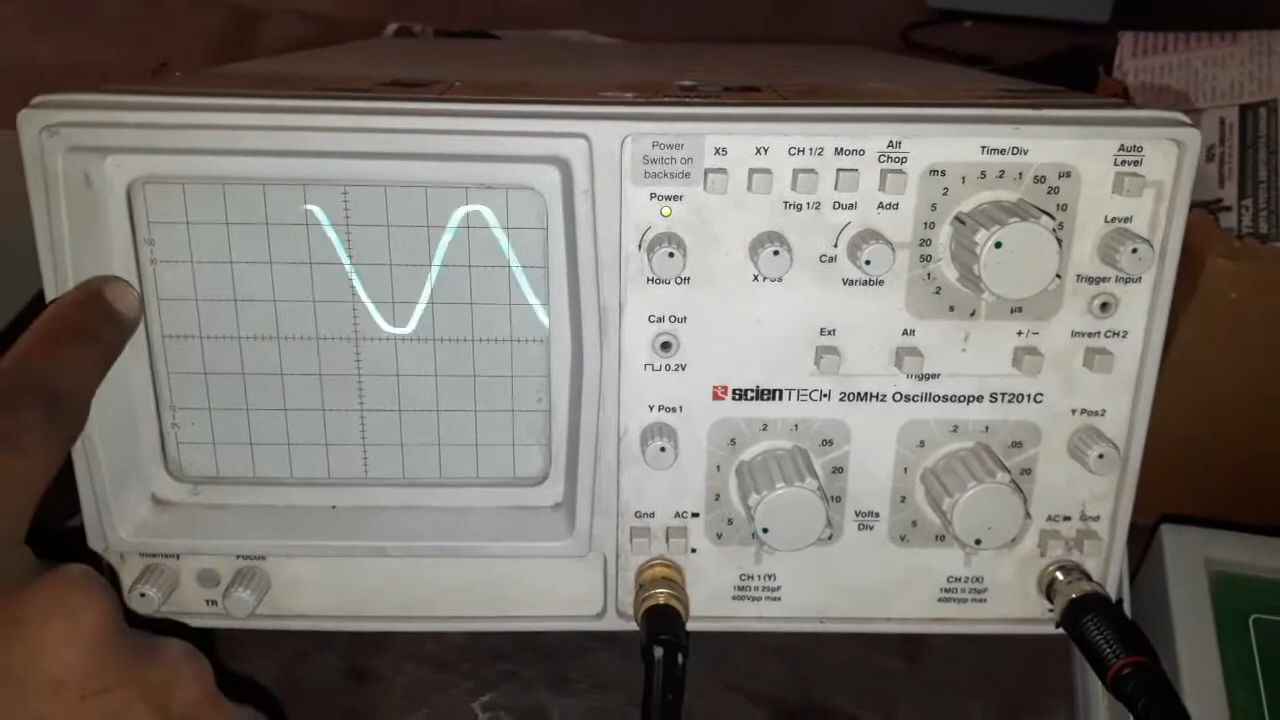 Power
Switch on
backside
X5
XY
CH 1/2
Mono
Alt
Chop
Trig 1/2
Dual
Add
Power
Hold Off
X Pos
Cal
Variable
Time/Div
ms
1
.5
.2
.1
50
µs
20
10
5
2
5
10
20
50
.1
.2
s
µs
Auto
Level
Level
Trigger Input
Cal Out
0.2V
Ext
Alt
+/−
Invert CH2
Trigger
scienTECH 20MHz Oscilloscope ST201C
Y Pos1
Y Pos2
.5
.2
.1
.05
20
10
1
2
5
V
Volts
Div
.5
.2
.1
.05
20
1
2
5
V.
10
Gnd
AC
AC
Gnd
CH 1 (Y)
1MΩ II 25pF
400Vpp max
CH 2 (X)
1MΩ II 25pF
400Vpp max
Intensity
TR
Focus
100
90